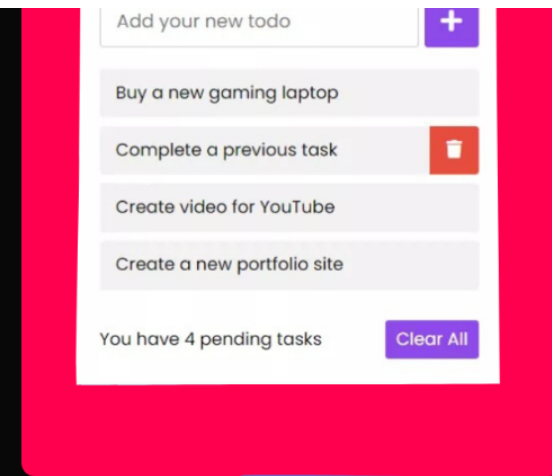 Add your new todo
Buy a new gaming laptop
Complete a previous task
Create video for YouTube
Create a new portfolio site
You have 4 pending tasks
Clear All